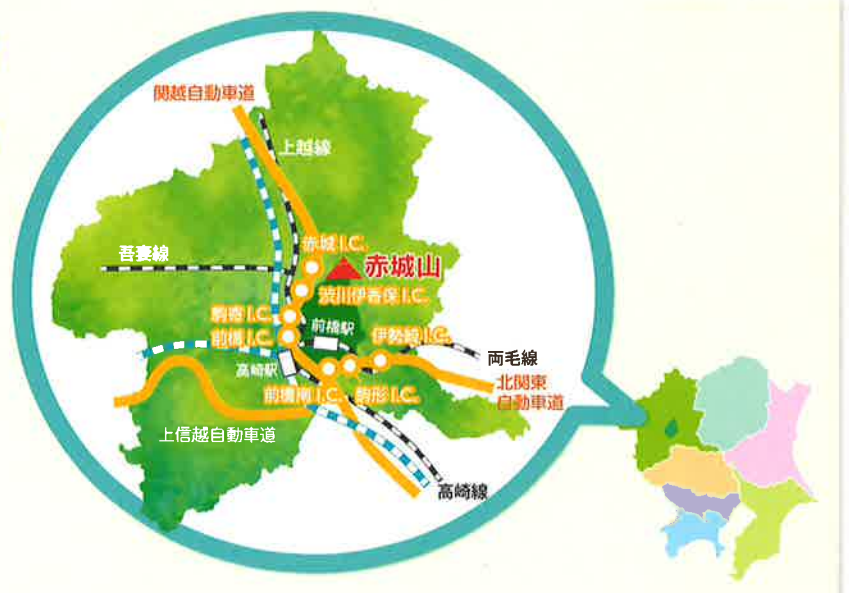 関越自動車道
上越線
吾妻線
赤城I.C.
赤城山
渋川伊香保I.C.
駒寄I.C.
前橋I.C.
前橋駅
伊勢崎I.C.
高崎駅
両毛線
前橋南I.C.
駒形I.C.
北関東
自動車道
上信越自動車道
高崎線